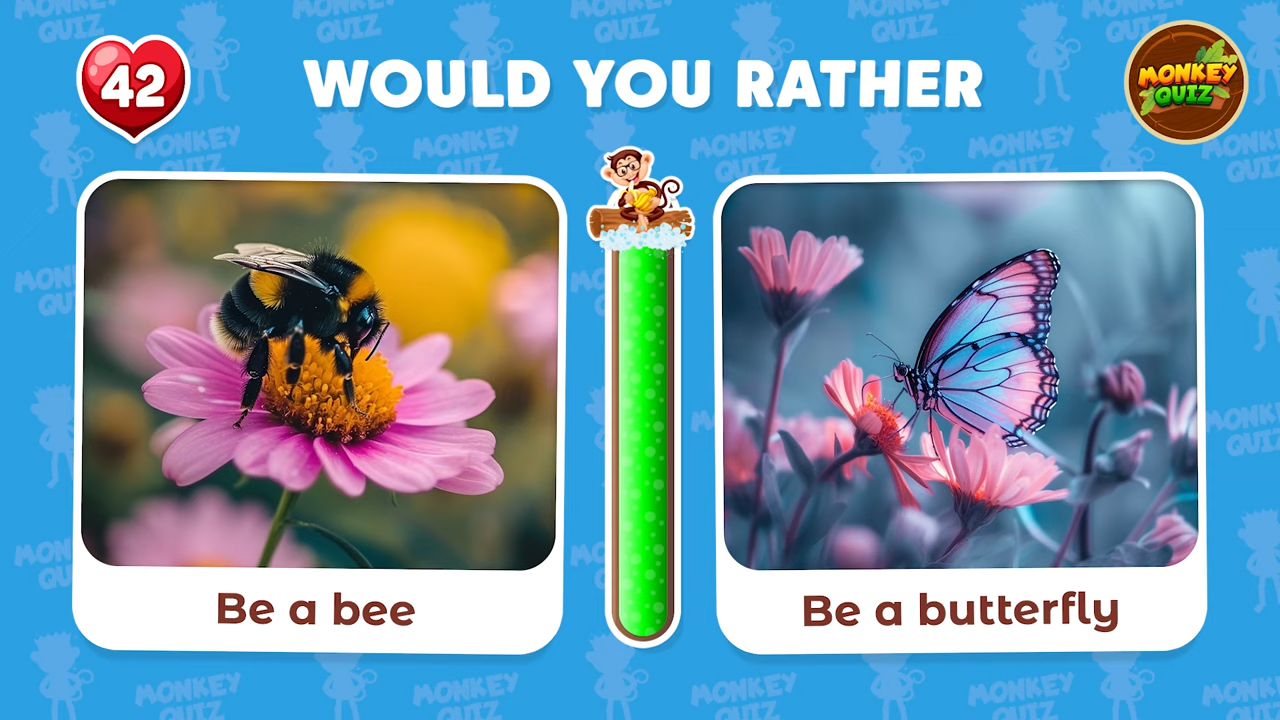 42
WOULD YOU RATHER
MONKEY
QUIZ
Be a bee
Be a butterfly